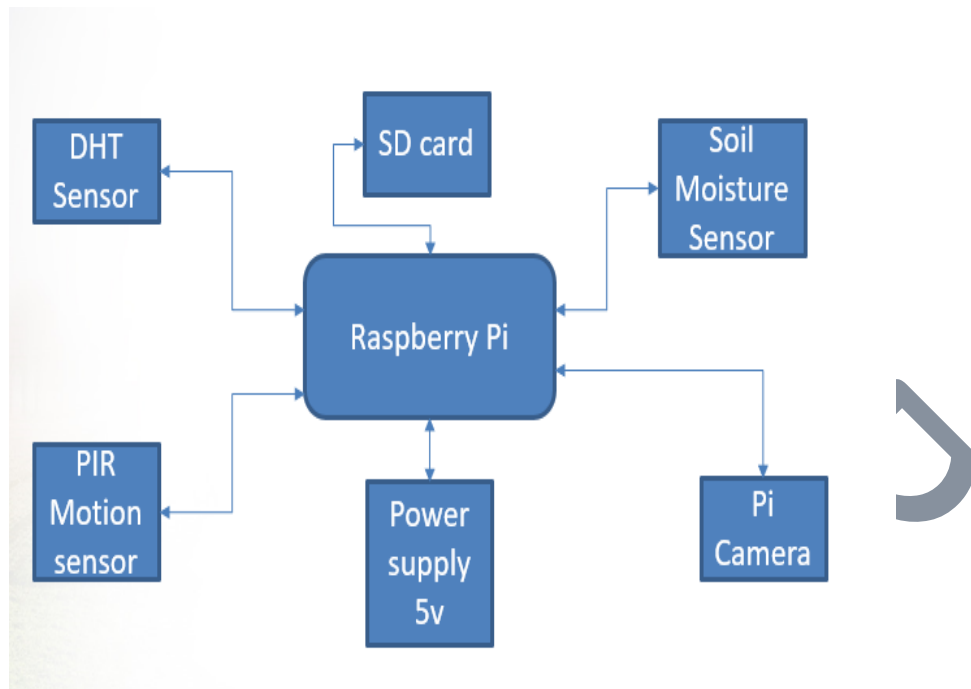 DHT
Sensor
SD card
Soil
Moisture
Sensor
Raspberry Pi
PIR
Motion
sensor
Power
supply
5v
Pi
Camera